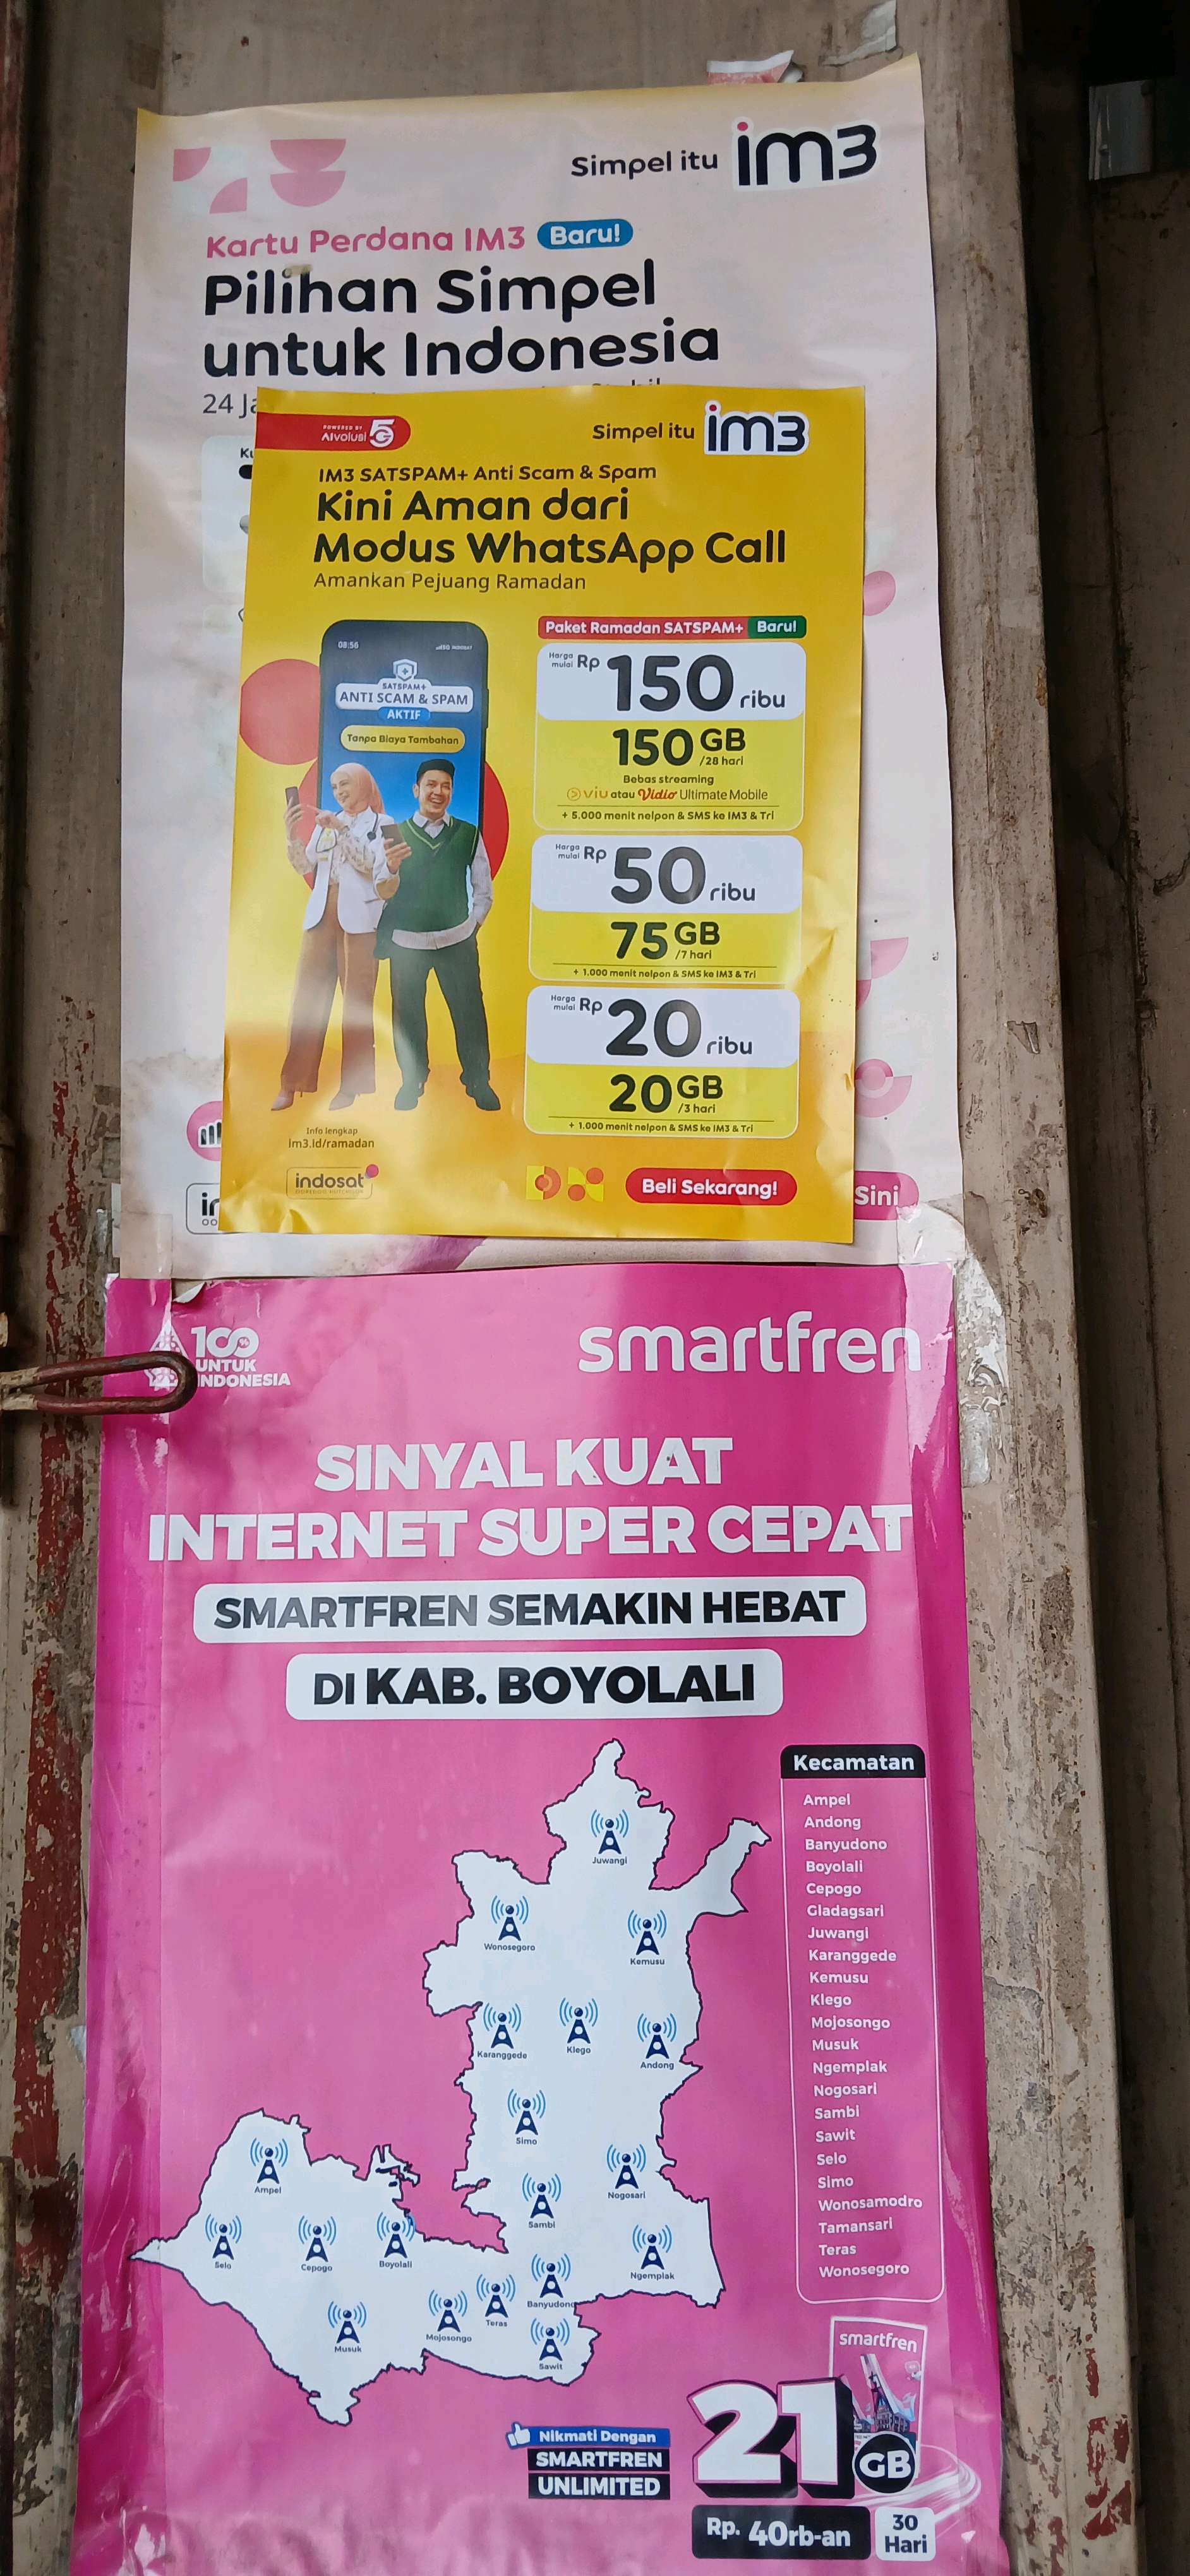 Simpel itu im3
Kartu Perdana IM3 Baru!
Pilihan Simpel
untuk Indonesia
24
POWERED BY
AIvolusi 5G
Simpel itu im3
IM3 SATSPAM+ Anti Scam & Spam
Kini Aman dari
Modus WhatsApp Call
Amankan Pejuang Ramadan
08:56
SATSPAM+
ANTI SCAM & SPAM
AKTIF
Tanpa Biaya Tambahan
Paket Ramadan SATSPAM+ Baru!
Harga mulai Rp 150 ribu
150 GB /28 hari
Bebas streaming
viu atau Vidio Ultimate Mobile
+ 5.000 menit nelpon & SMS ke IM3 & Tri
Harga mulai Rp 50 ribu
75 GB /7 hari
+ 1.000 menit nelpon & SMS ke IM3 & Tri
Harga mulai Rp 20 ribu
20 GB /3 hari
+ 1.000 menit nelpon & SMS ke IM3 & Tri
Info lengkap
im3.id/ramadan
indosat
Beli Sekarang!
Sini
100%
UNTUK
INDONESIA
smartfren
SINYAL KUAT
INTERNET SUPER CEPAT
SMARTFREN SEMAKIN HEBAT
DI KAB. BOYOLALI
Juwangi
Wonosegoro
Kemusu
Karanggede
Klego
Andong
Simo
Ampel
Nogosari
Sambi
Selo
Cepogo
Boyolali
Ngemplak
Banyudono
Teras
Mojosongo
Musuk
Sawit
Kecamatan
Ampel
Andong
Banyudono
Boyolali
Cepogo
Gladagsari
Juwangi
Karanggede
Kemusu
Klego
Mojosongo
Musuk
Ngemplak
Nogosari
Sambi
Sawit
Selo
Simo
Wonosamodro
Tamansari
Teras
Wonosegoro
smartfren
Nikmati Dengan
SMARTFREN
UNLIMITED
21 GB
Rp. 40rb-an
30
Hari